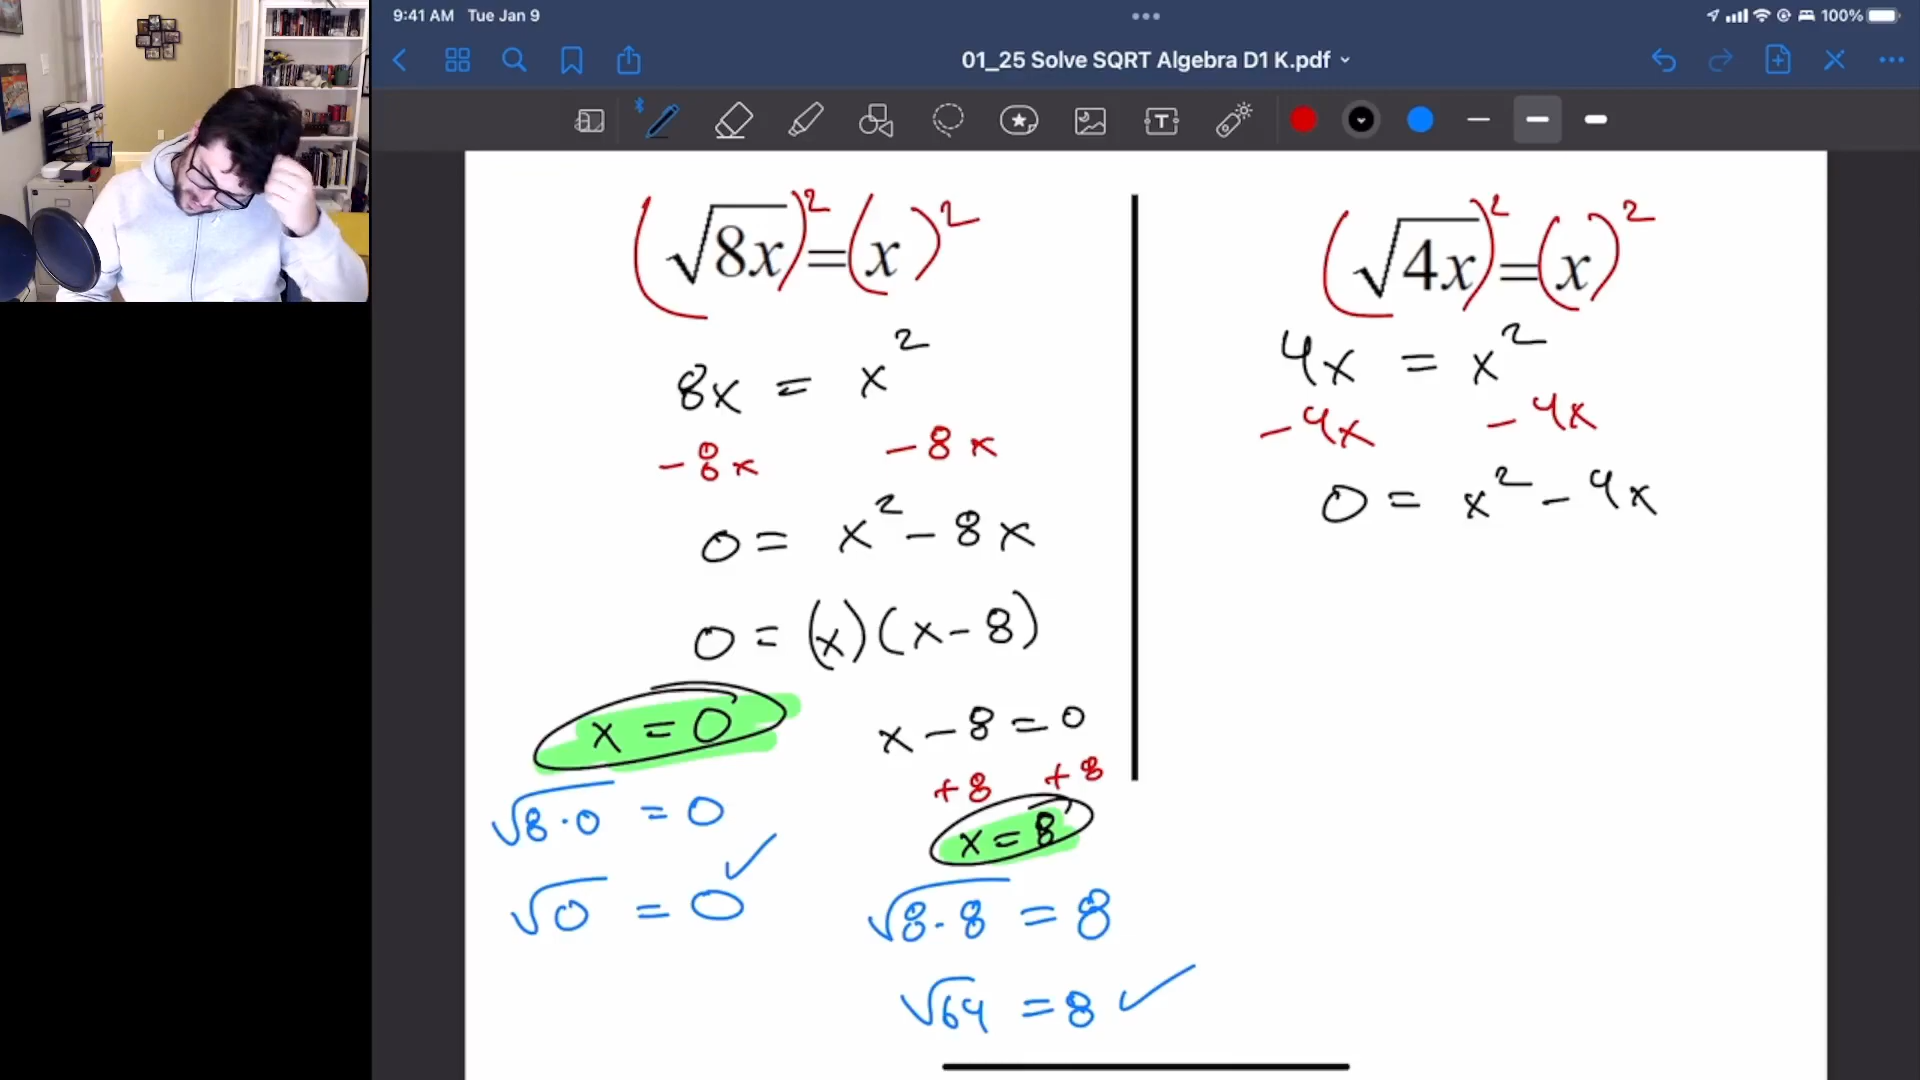 9:41 AM Tue Jan 9
100%
01_25 Solve SQRT Algebra D1 K.pdf
(√8x)² = (x)²
8x = x²
-8x -8x
0 = x² - 8x
0 = (x)(x - 8)
x = 0
√8·0 = 0 ✓
√0 = 0
x - 8 = 0
+8 +8
x = 8
√8·8 = 8
√64 = 8 ✓
(√4x)² = (x)²
4x = x²
-4x -4x
0 = x² - 4x